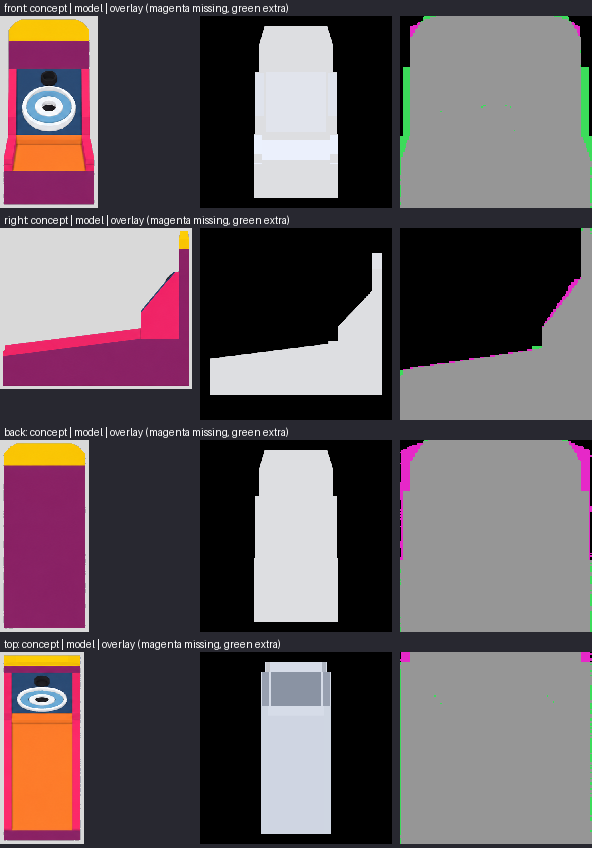 front: concept | model | overlay (magenta missing, green extra)
right: concept | model | overlay (magenta missing, green extra)
back: concept | model | overlay (magenta missing, green extra)
top: concept | model | overlay (magenta missing, green extra)